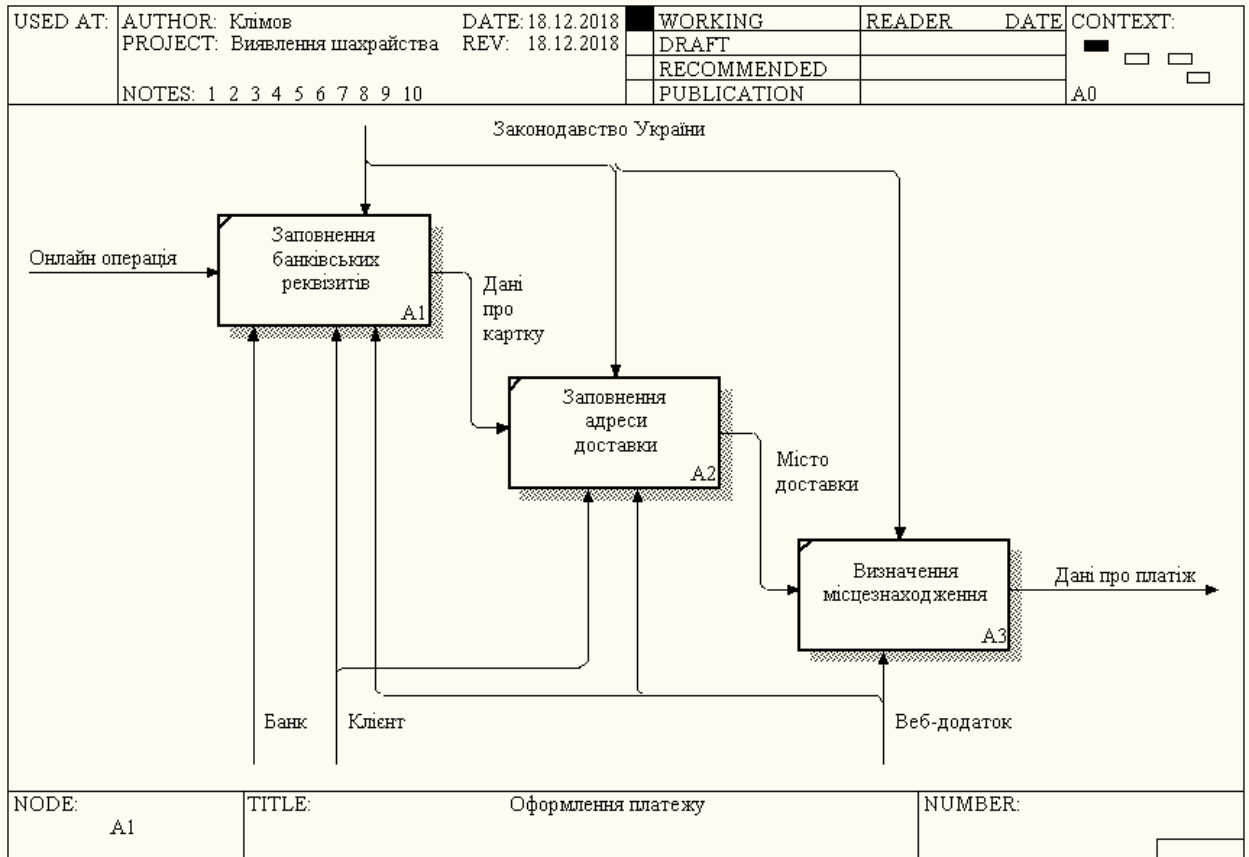 USED AT:
AUTHOR: Клімов
DATE: 18.12.2018
PROJECT: Виявлення шахрайства
REV: 18.12.2018
NOTES: 1 2 3 4 5 6 7 8 9 10
WORKING
DRAFT
RECOMMENDED
PUBLICATION
READER DATE
CONTEXT:
A0
Законодавство України
Онлайн операція
Заповнення
банківських
реквізитів
A1
Дані
про
картку
Заповнення
адреси
доставки
A2
Місто
доставки
Визначення
місцезнаходження
A3
Дані про платіж
Банк
Клієнт
Веб-додаток
NODE:
A1
TITLE:
Оформлення платежу
NUMBER: